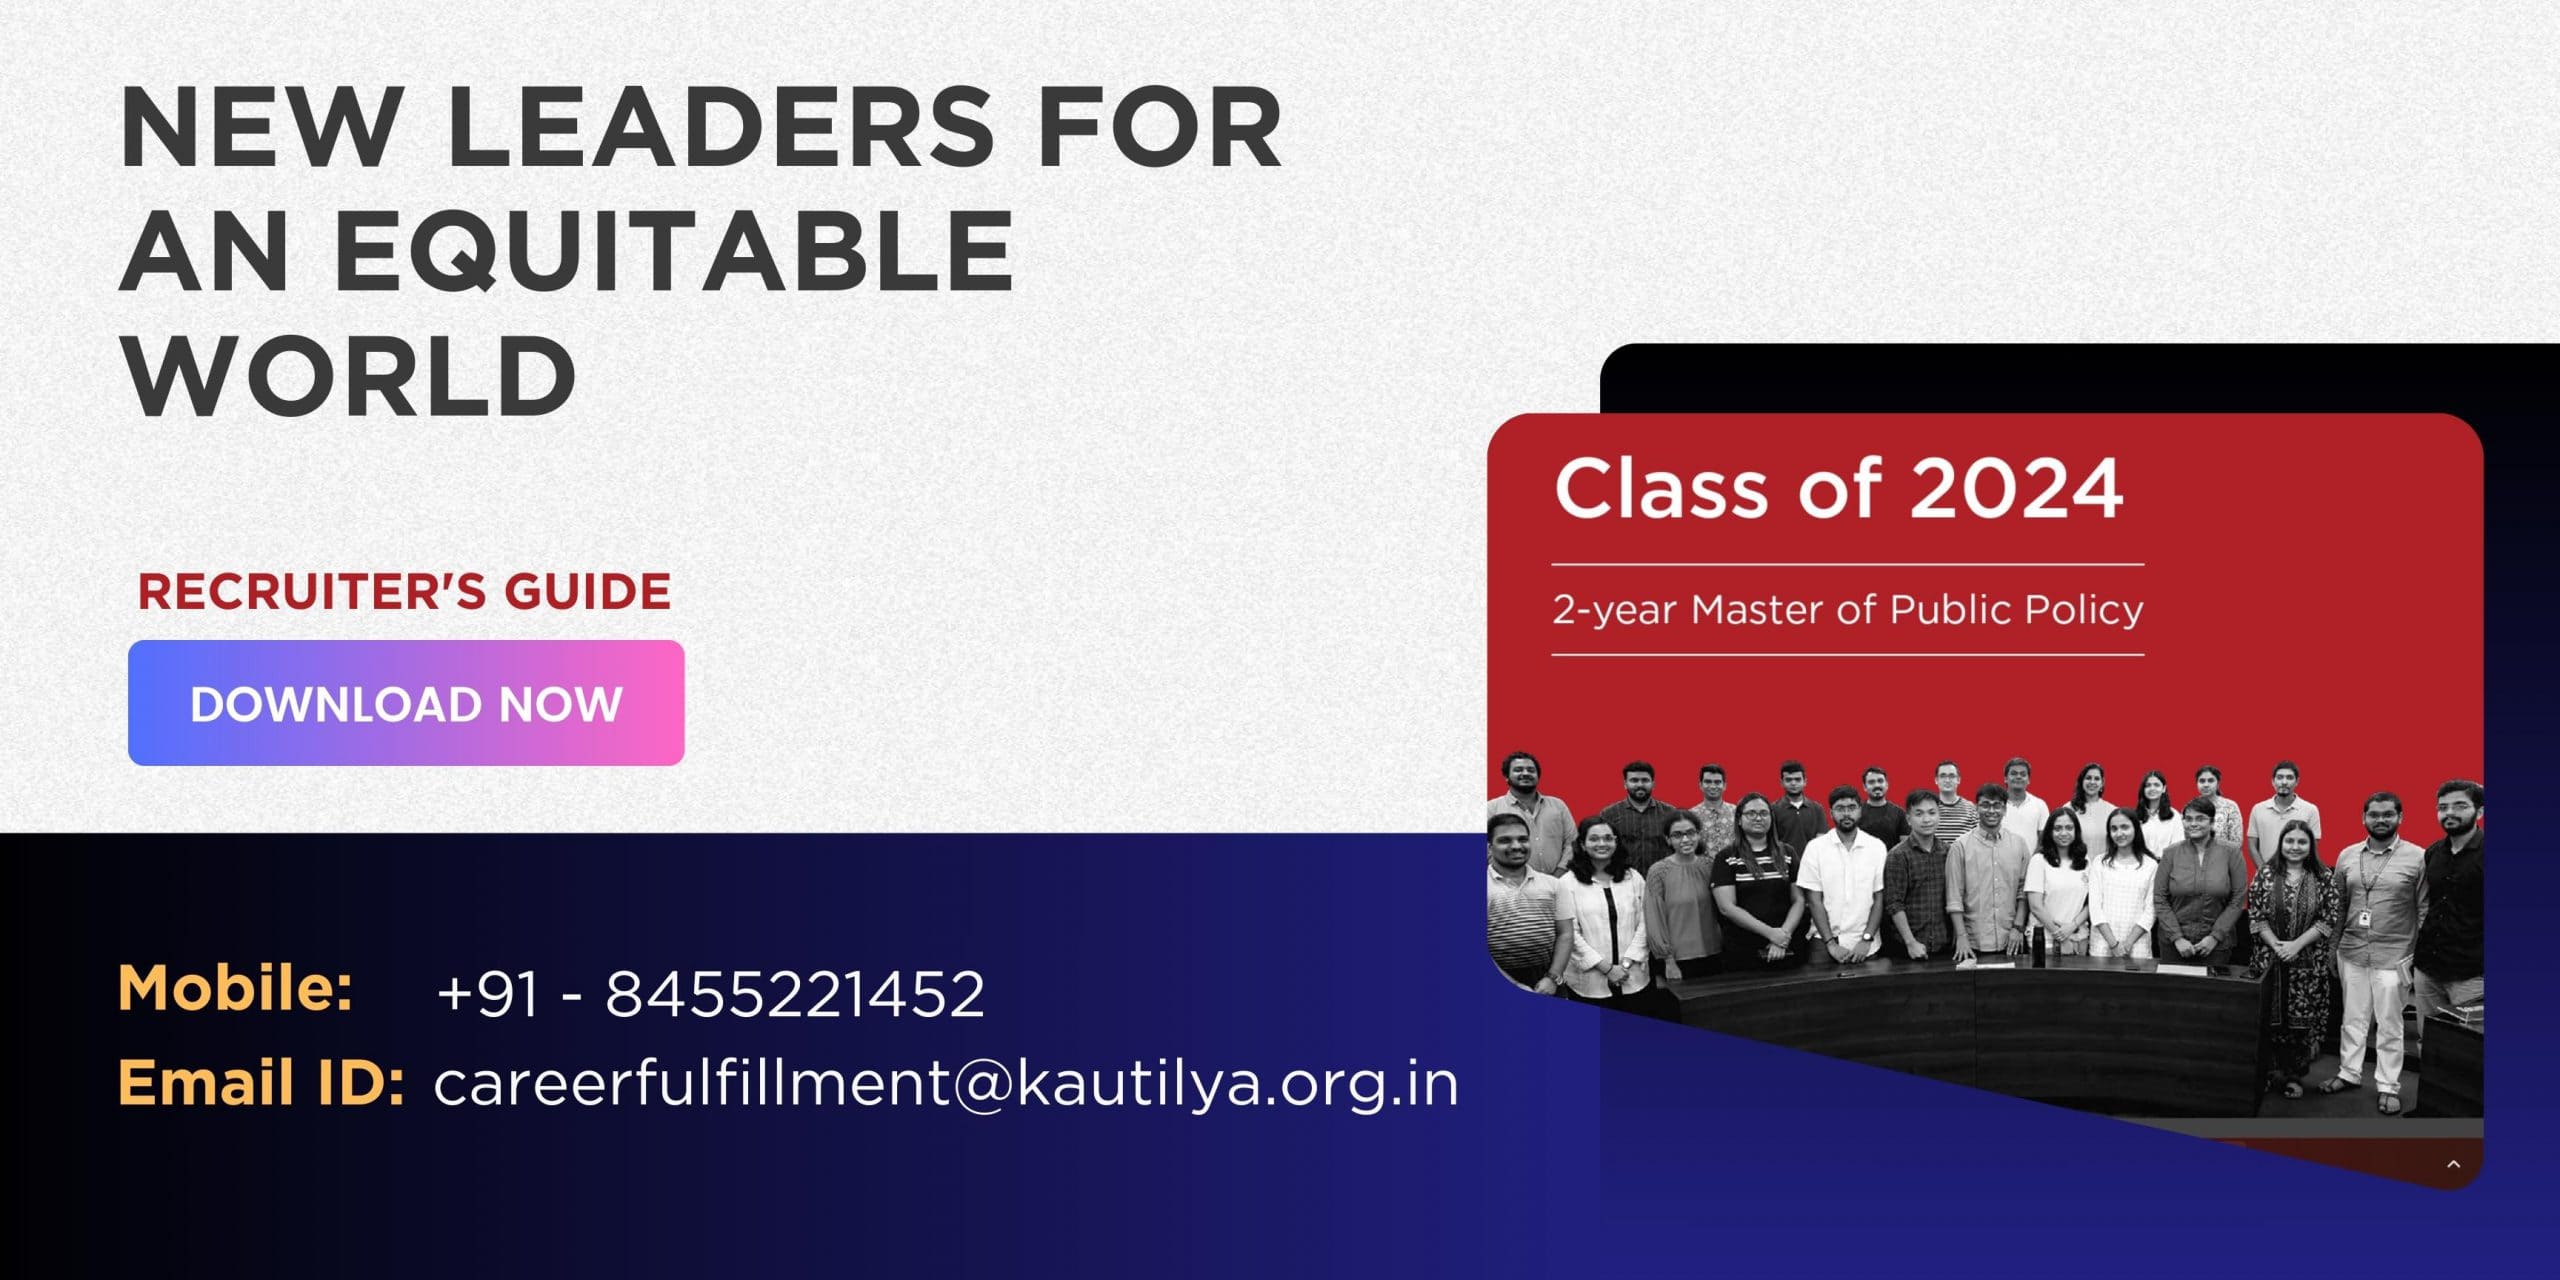 NEW LEADERS FOR
AN EQUITABLE
WORLD
RECRUITER'S GUIDE
DOWNLOAD NOW
Class of 2024
2-year Master of Public Policy
Mobile: +91 - 8455221452
Email ID: careerfulfillment@kautilya.org.in